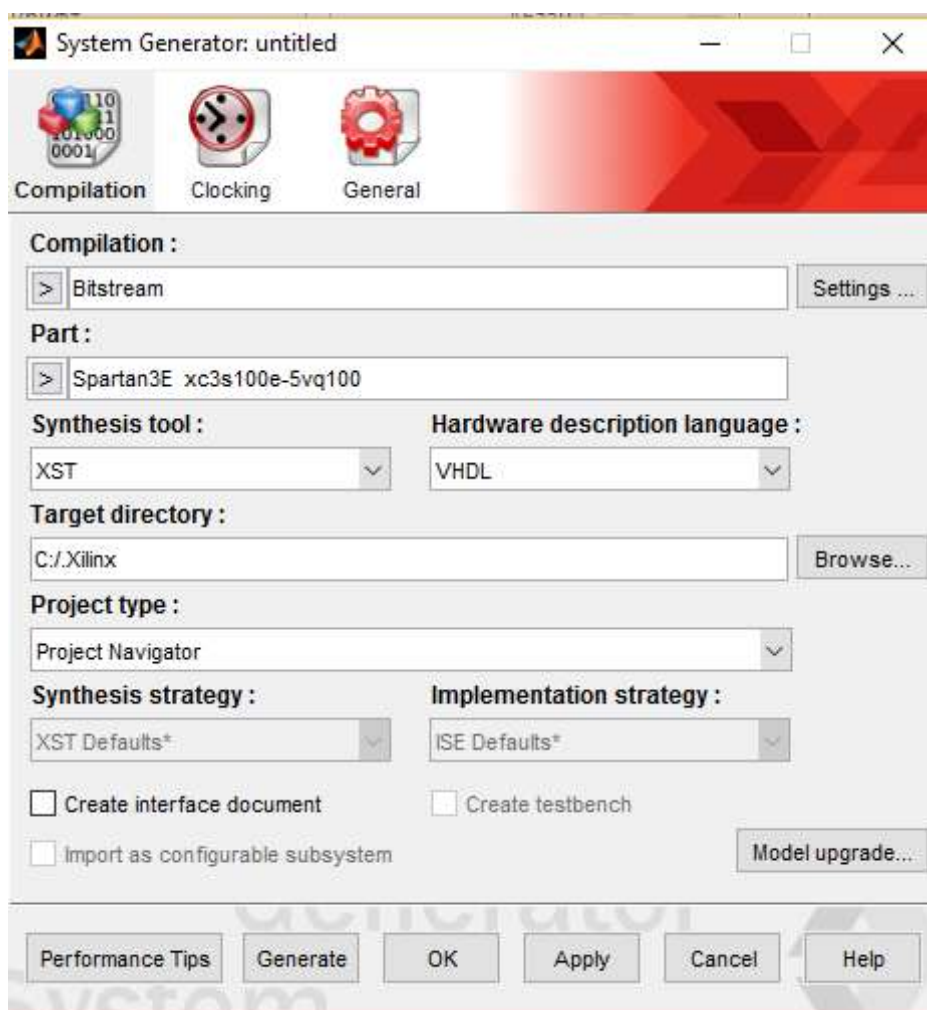 System Generator: untitled
Compilation Clocking General
Compilation :
> Bitstream Settings ...
Part :
> Spartan3E xc3s100e-5vq100
Synthesis tool : Hardware description language :
XST VHDL
Target directory :
C:/.Xilinx Browse...
Project type :
Project Navigator
Synthesis strategy : Implementation strategy :
XST Defaults* ISE Defaults*
Create interface document Create testbench
Import as configurable subsystem Model upgrade...
Performance Tips Generate OK Apply Cancel Help